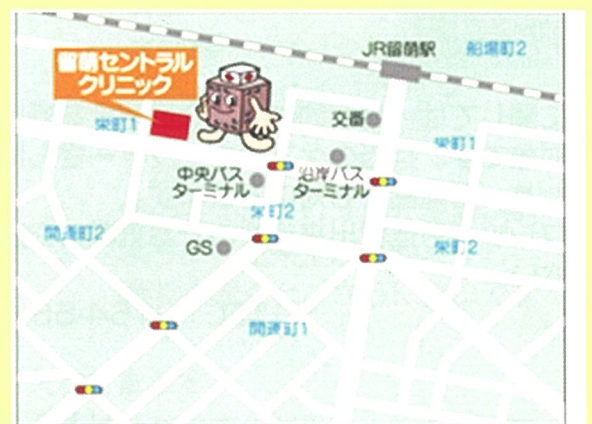 JR留萌駅
船場町2
留萌セントラル
クリニック
交番
栄町1
栄町1
中央バス
ターミナル
沿岸バス
ターミナル
栄町2
開運町2
GS
栄町2
開運町1